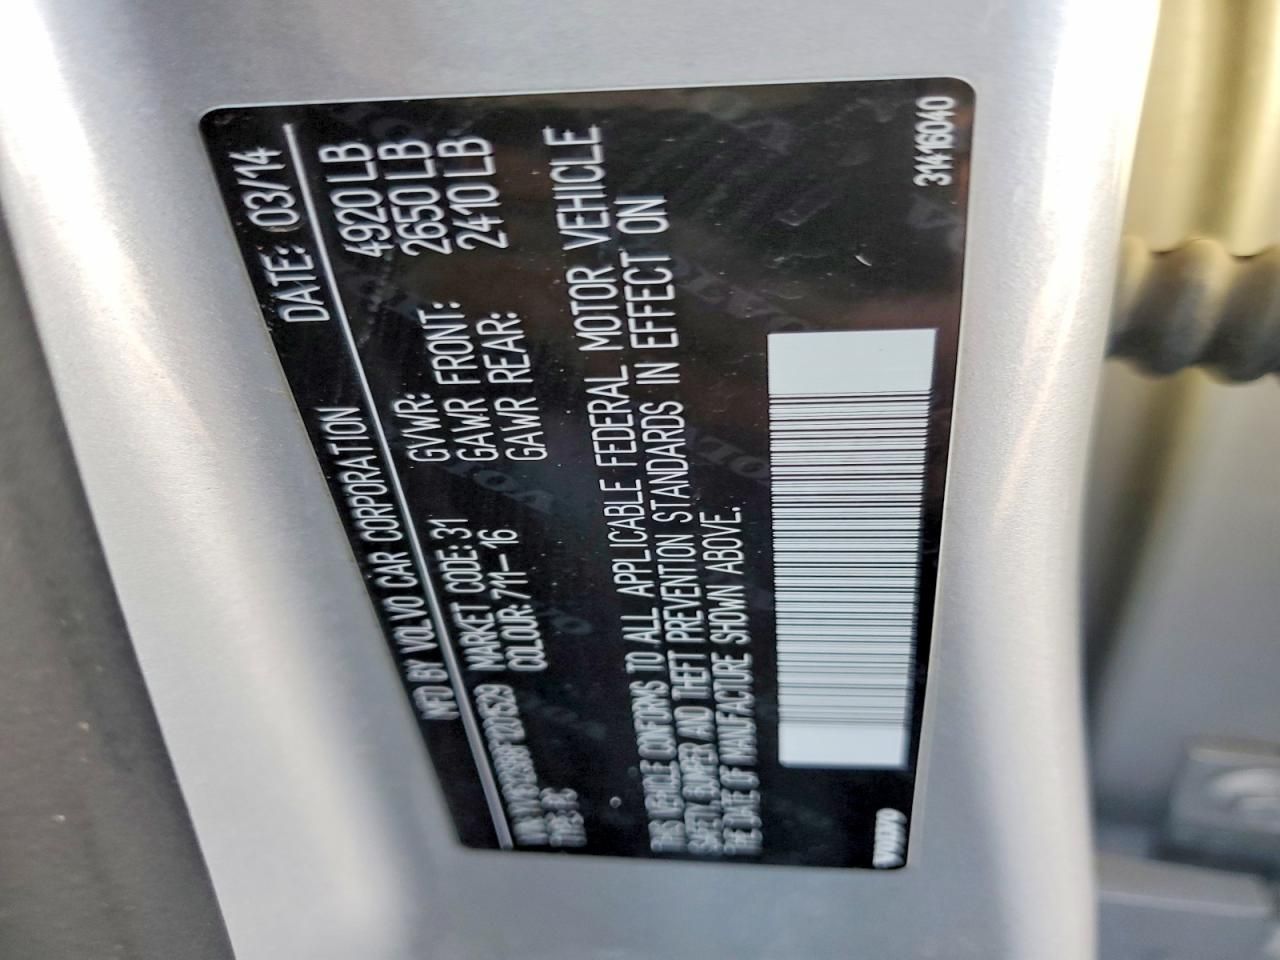 MFD BY VOLVO CAR CORPORATION DATE: 03/14
MARKET CODE: 31 GVWR: 4920 LB
COLOUR: 711-16 GAWR FRONT: 2650 LB
TYPE: GAWR REAR: 2410 LB
THIS VEHICLE CONFORMS TO ALL APPLICABLE FEDERAL MOTOR VEHICLE
SAFETY, BUMPER AND THEFT PREVENTION STANDARDS IN EFFECT ON
THE DATE OF MANUFACTURE SHOWN ABOVE.
VOLVO 31416040